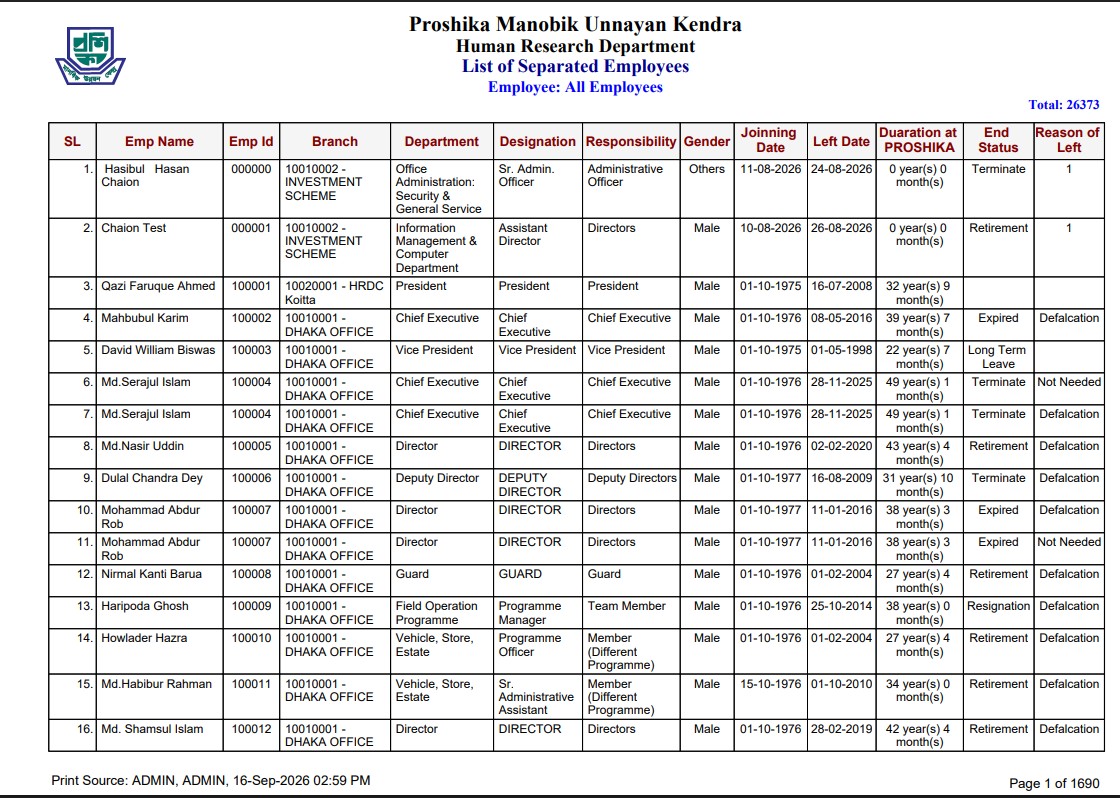 প্রশিকা
মানবিক উন্নয়ন কেন্দ্র
Proshika Manobik Unnayan Kendra
Human Research Department
List of Separated Employees
Employee: All Employees
Total: 26373
SL Emp Name Emp Id Branch Department Designation Responsibility Gender Joinning Date Left Date Duaration at PROSHIKA End Status Reason of Left
1. Hasibul Hasan Chaion 000000 10010002 - INVESTMENT SCHEME Office Administration: Security & General Service Sr. Admin. Officer Administrative Officer Others 11-08-2026 24-08-2026 0 year(s) 0 month(s) Terminate 1
2. Chaion Test 000001 10010002 - INVESTMENT SCHEME Information Management & Computer Department Assistant Director Directors Male 10-08-2026 26-08-2026 0 year(s) 0 month(s) Retirement 1
3. Qazi Faruque Ahmed 100001 10020001 - HRDC Koitta President President President Male 01-10-1975 16-07-2008 32 year(s) 9 month(s)
4. Mahbubul Karim 100002 10010001 - DHAKA OFFICE Chief Executive Chief Executive Chief Executive Male 01-10-1976 08-05-2016 39 year(s) 7 month(s) Expired Defalcation
5. David William Biswas 100003 10010001 - DHAKA OFFICE Vice President Vice President Vice President Male 01-10-1975 01-05-1998 22 year(s) 7 month(s) Long Term Leave
6. Md.Serajul Islam 100004 10010001 - DHAKA OFFICE Chief Executive Chief Executive Chief Executive Male 01-10-1976 28-11-2025 49 year(s) 1 month(s) Terminate Not Needed
7. Md.Serajul Islam 100004 10010001 - DHAKA OFFICE Chief Executive Chief Executive Chief Executive Male 01-10-1976 28-11-2025 49 year(s) 1 month(s) Terminate Defalcation
8. Md.Nasir Uddin 100005 10010001 - DHAKA OFFICE Director DIRECTOR Directors Male 01-10-1976 02-02-2020 43 year(s) 4 month(s) Retirement Defalcation
9. Dulal Chandra Dey 100006 10010001 - DHAKA OFFICE Deputy Director DEPUTY DIRECTOR Deputy Directors Male 01-10-1977 16-08-2009 31 year(s) 10 month(s) Terminate Defalcation
10. Mohammad Abdur Rob 100007 10010001 - DHAKA OFFICE Director DIRECTOR Directors Male 01-10-1977 11-01-2016 38 year(s) 3 month(s) Expired Defalcation
11. Mohammad Abdur Rob 100007 10010001 - DHAKA OFFICE Director DIRECTOR Directors Male 01-10-1977 11-01-2016 38 year(s) 3 month(s) Expired Not Needed
12. Nirmal Kanti Barua 100008 10010001 - DHAKA OFFICE Guard GUARD Guard Male 01-10-1976 01-02-2004 27 year(s) 4 month(s) Retirement Defalcation
13. Haripoda Ghosh 100009 10010001 - DHAKA OFFICE Field Operation Programme Programme Manager Team Member Male 01-10-1976 25-10-2014 38 year(s) 0 month(s) Resignation Defalcation
14. Howlader Hazra 100010 10010001 - DHAKA OFFICE Vehicle, Store, Estate Programme Officer Member (Different Programme) Male 01-10-1976 01-02-2004 27 year(s) 4 month(s) Retirement Defalcation
15. Md.Habibur Rahman 100011 10010001 - DHAKA OFFICE Vehicle, Store, Estate Sr. Administrative Assistant Member (Different Programme) Male 15-10-1976 01-10-2010 34 year(s) 0 month(s) Retirement Defalcation
16. Md. Shamsul Islam 100012 10010001 - DHAKA OFFICE Director DIRECTOR Directors Male 01-10-1976 28-02-2019 42 year(s) 4 month(s) Retirement Defalcation
Print Source: ADMIN, ADMIN, 16-Sep-2026 02:59 PM
Page 1 of 1690